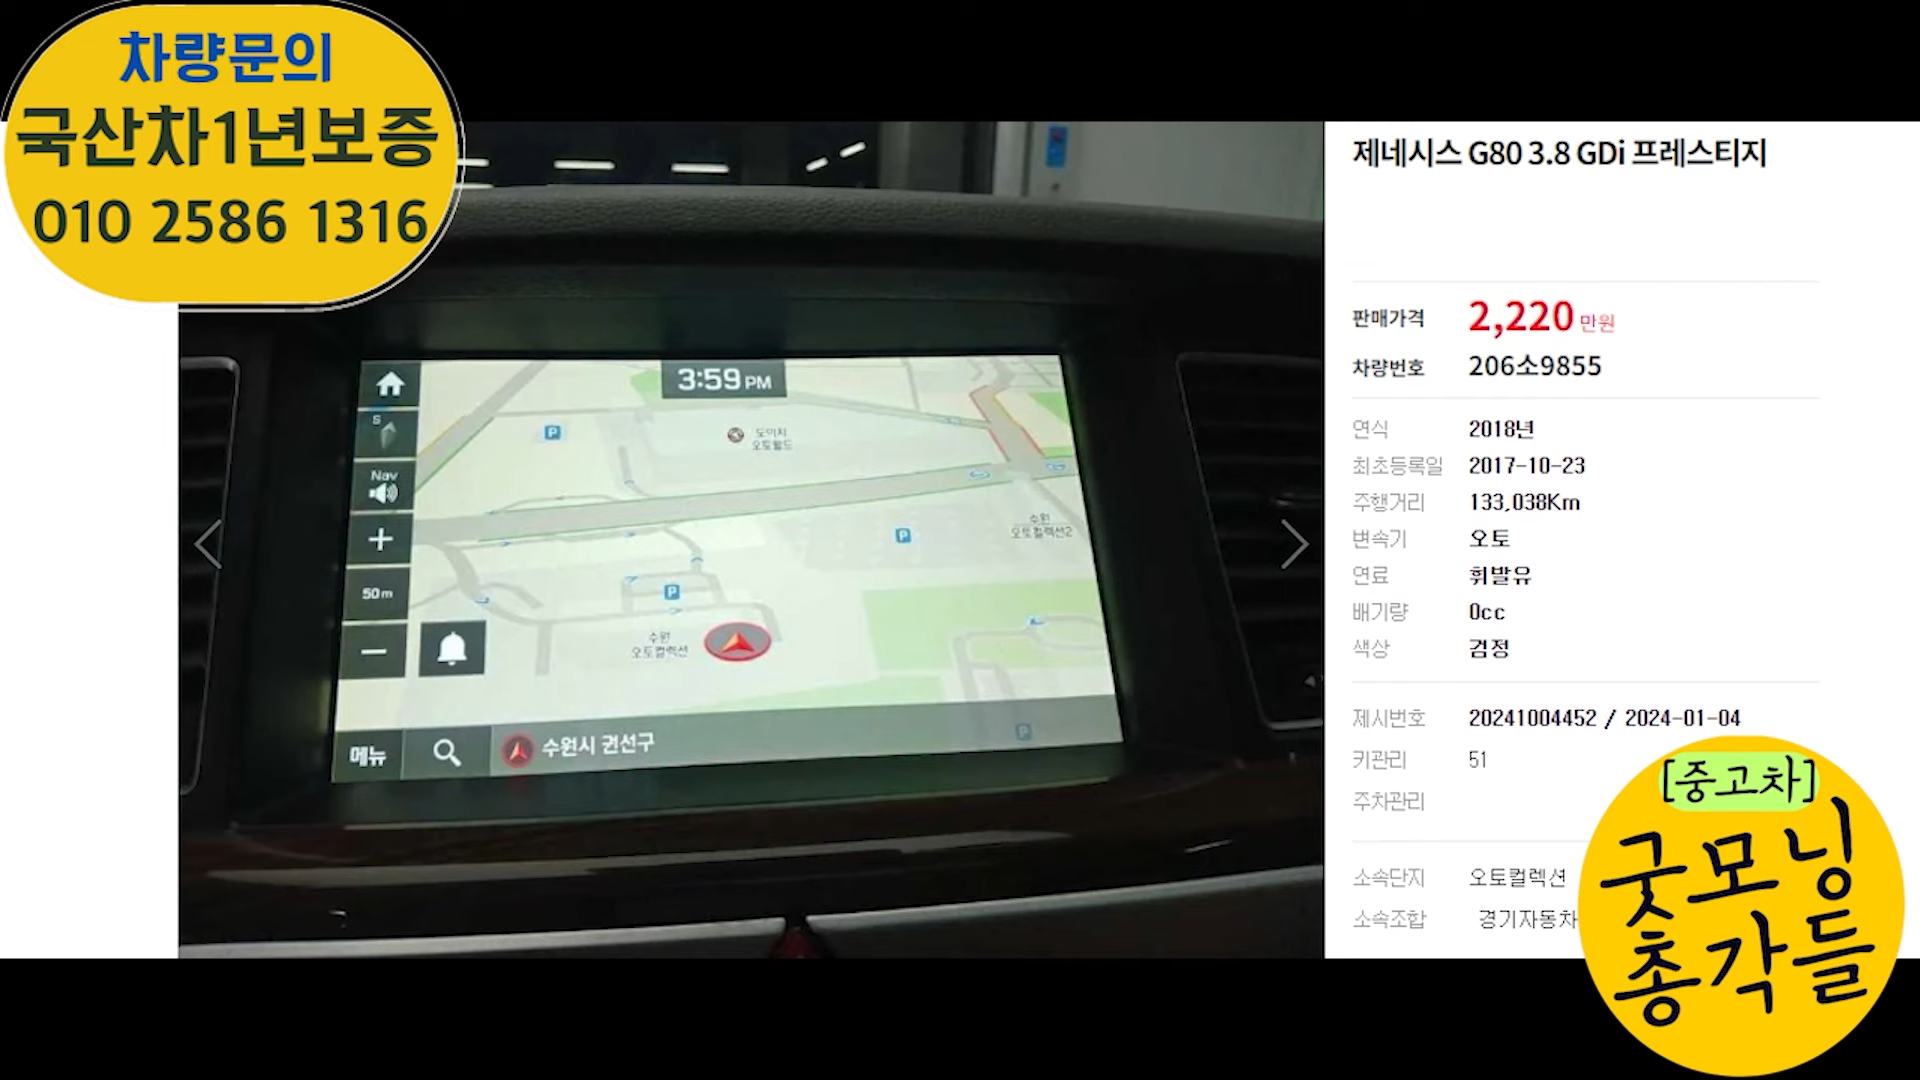 차량문의
국산차1년보증
010 2586 1316
3:59 PM
S
Nav
50m
P
도이치
오토월드
수원
오토컬렉션2
P
P
수원
오토컬렉션
P
메뉴
수원시 권선구
제네시스 G80 3.8 GDi 프레스티지
판매가격 2,220 만원
차량번호 206소9855
연식 2018년
최초등록일 2017-10-23
주행거리 133,038Km
변속기 오토
연료 휘발유
배기량 0cc
색상 검정
제시번호 20241004452 / 2024-01-04
키관리 51
주차관리
소속단지 오토컬렉션
소속조합 경기자동차
[중고차]
굿모닝
총각들